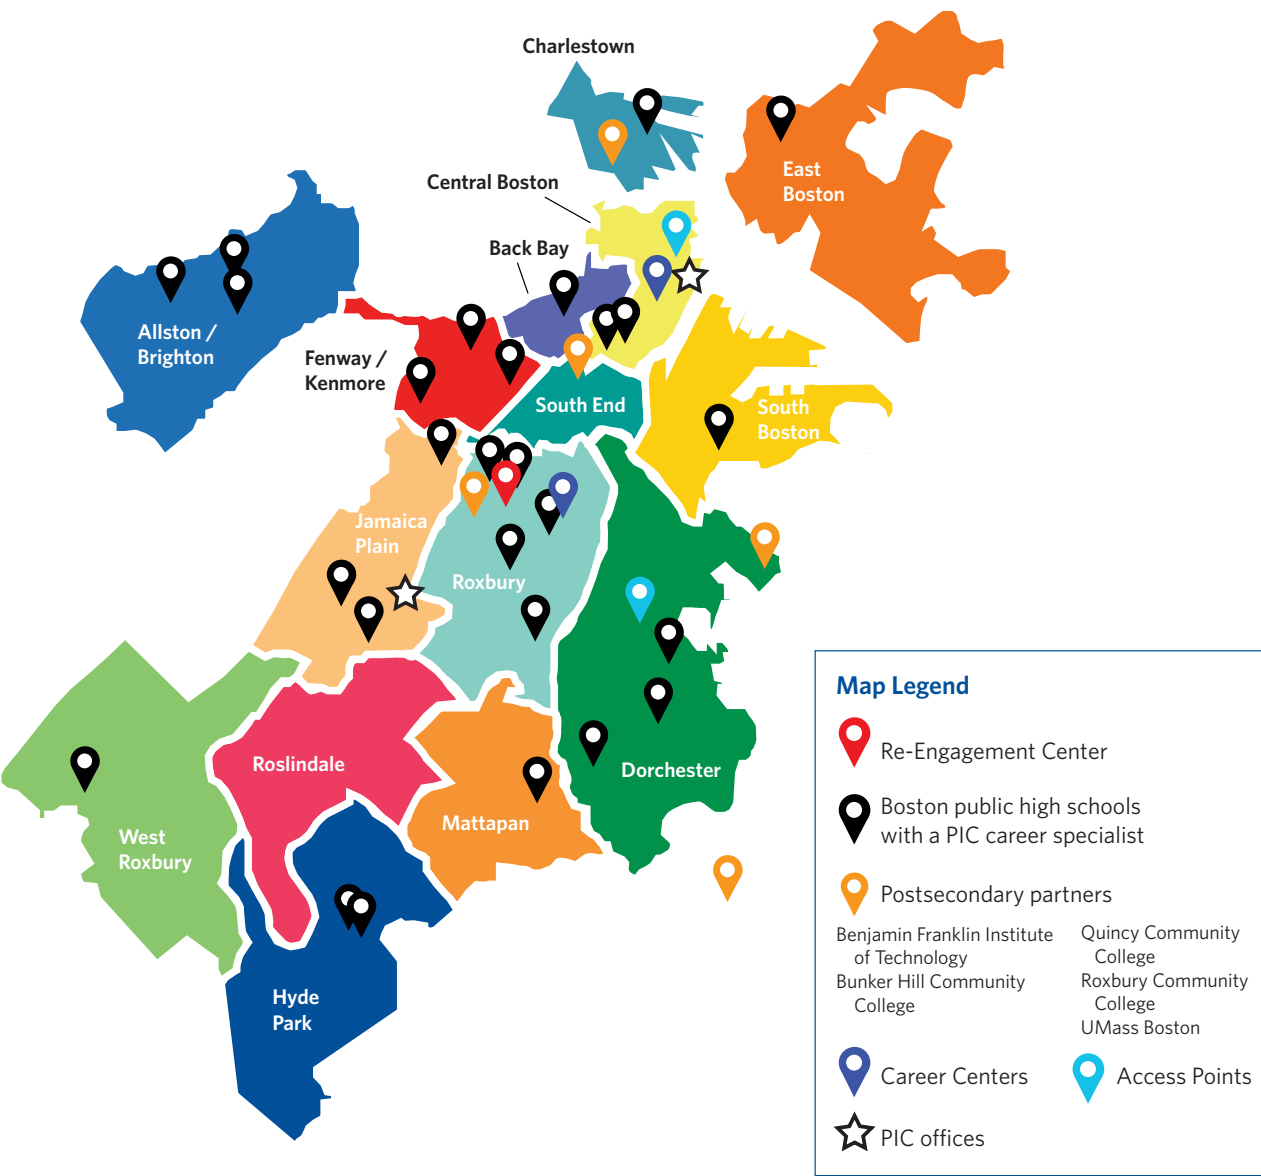 Charlestown
East
Boston
Central Boston
Back Bay
Allston /
Brighton
Fenway /
Kenmore
South End
South
Boston
Jamaica
Plain
Roxbury
Roslindale
Dorchester
West
Roxbury
Mattapan
Hyde
Park
Map Legend
Re-Engagement Center
Boston public high schools
with a PIC career specialist
Postsecondary partners
Benjamin Franklin Institute
of Technology
Bunker Hill Community
College
Quincy Community
College
Roxbury Community
College
UMass Boston
Career Centers
Access Points
PIC offices